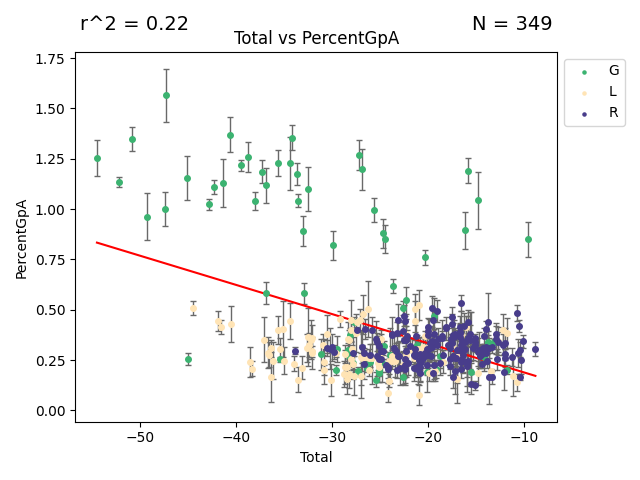 r^2 = 0.22
N = 349
Total vs PercentGpA
1.75
1.50
1.25
1.00
0.75
0.50
0.25
0.00
PercentGpA
−50
−40
−30
−20
−10
Total
G
L
R